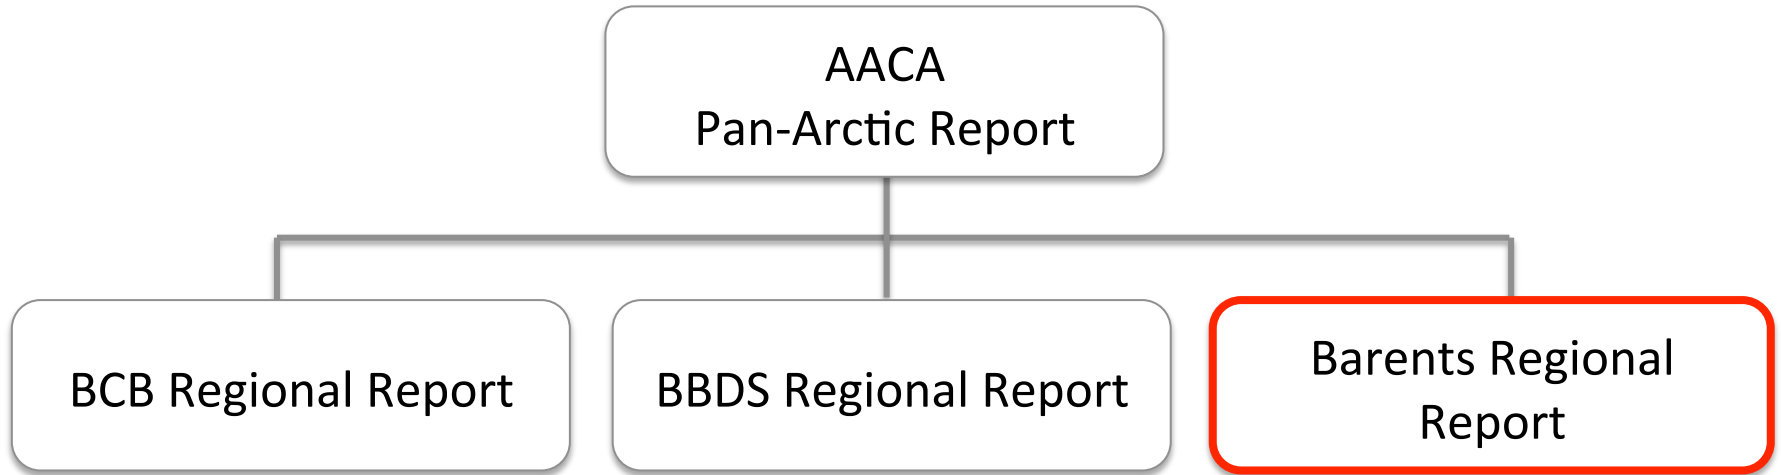 AACA
Pan-Arctic Report
BCB Regional Report
BBDS Regional Report
Barents Regional
Report